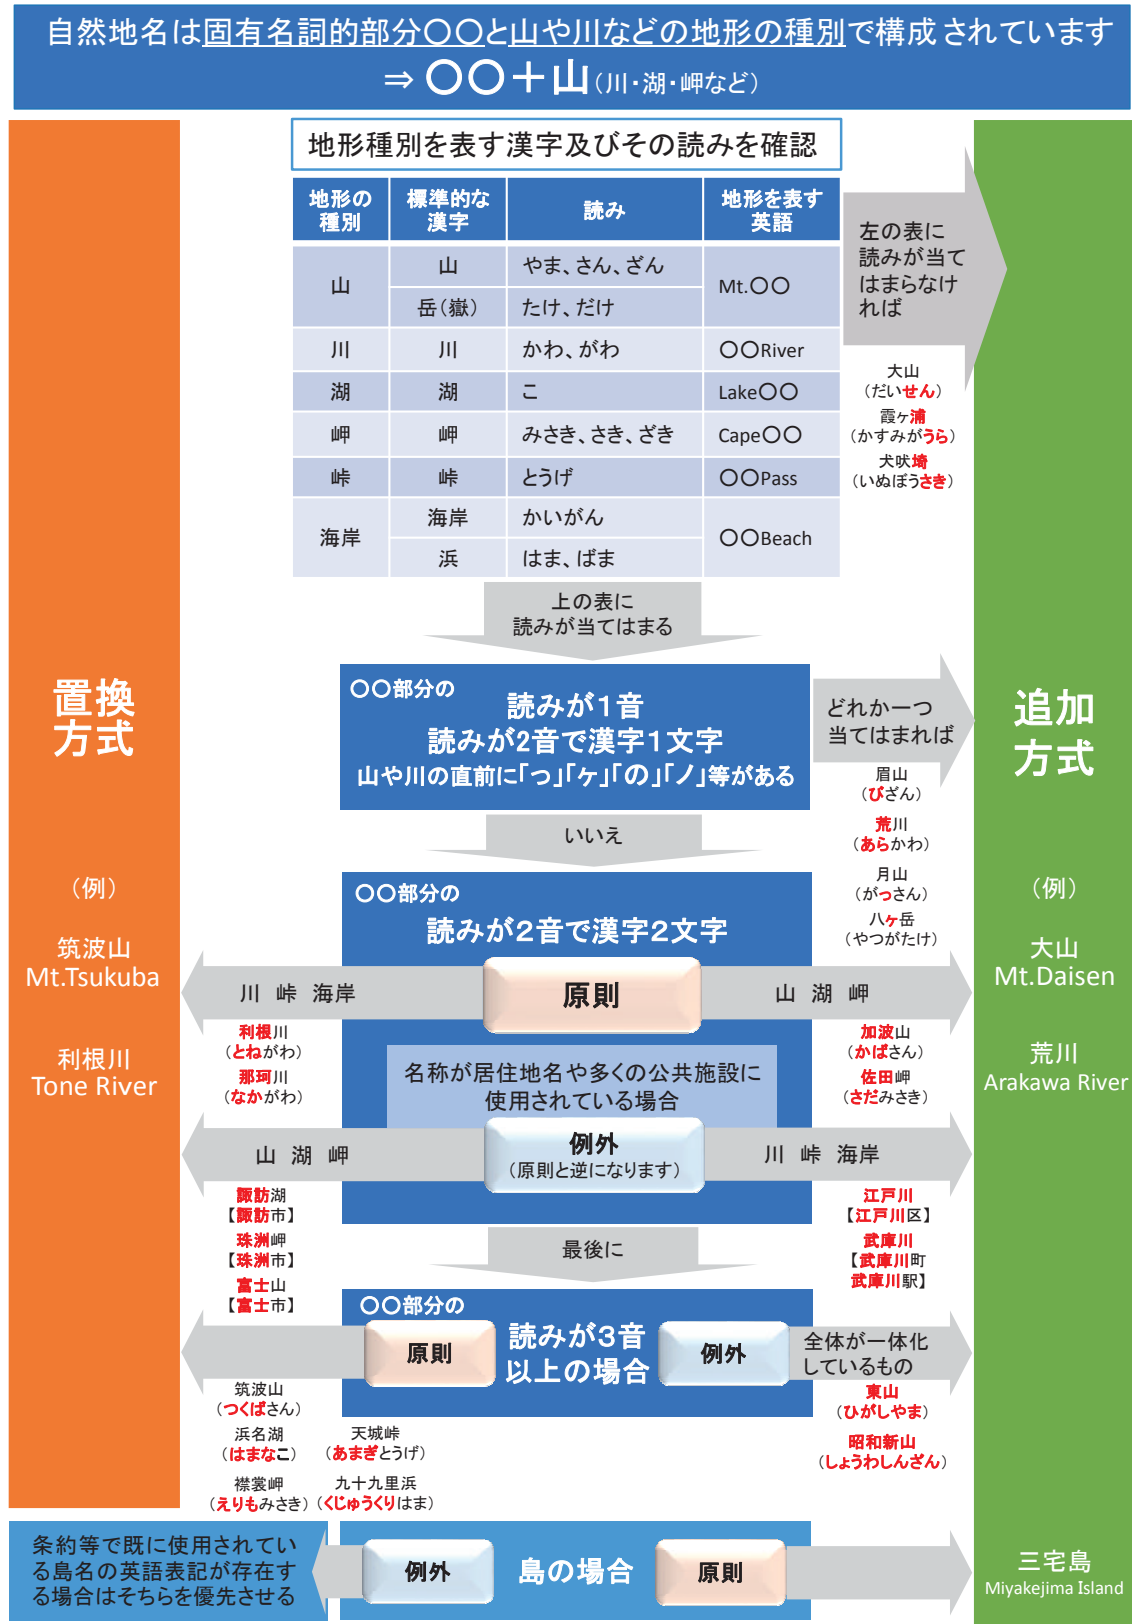 自然地名は固有名詞的部分〇〇と山や川などの地形の種別で構成されています
⇒ 〇〇＋山（川・湖・岬など）
地形種別を表す漢字及びその読みを確認
地形の
種別
標準的な
漢字
読み
地形を表す
英語
山
山
やま、さん、ざん
Mt.〇〇
岳（嶽）
たけ、だけ
川
川
かわ、がわ
〇〇River
湖
湖
こ
Lake〇〇
岬
岬
みさき、さき、ざき
Cape〇〇
峠
峠
とうげ
〇〇Pass
海岸
海岸
かいがん
〇〇Beach
浜
はま、ばま
左の表に
読みが当て
はまらなけ
れば
大山
（だいせん）
霞ヶ浦
（かすみがうら）
犬吠埼
（いぬぼうさき）
上の表に
読みが当てはまる
置換
方式
（例）
筑波山
Mt.Tsukuba
利根川
Tone River
追加
方式
（例）
大山
Mt.Daisen
荒川
Arakawa River
〇〇部分の
読みが１音
読みが2音で漢字１文字
山や川の直前に「っ」「ヶ」「の」「ノ」等がある
どれか一つ
当てはまれば
眉山
（びざん）
荒川
（あらかわ）
月山
（がっさん）
八ヶ岳
（やつがたけ）
いいえ
〇〇部分の
読みが２音で漢字２文字
川 峠 海岸
原則
山 湖 岬
利根川
（とねがわ）
那珂川
（なかがわ）
加波山
（かばさん）
佐田岬
（さだみさき）
名称が居住地名や多くの公共施設に
使用されている場合
山 湖 岬
例外
（原則と逆になります）
川 峠 海岸
諏訪湖
【諏訪市】
珠洲岬
【珠洲市】
富士山
【富士市】
江戸川
【江戸川区】
武庫川
【武庫川町
武庫川駅】
最後に
〇〇部分の
原則
読みが３音
以上の場合
例外
全体が一体化
しているもの
筑波山
（つくばさん）
浜名湖
（はまなこ）
襟裳岬
（えりもみさき）
天城峠
（あまぎとうげ）
九十九里浜
（くじゅうくりはま）
東山
（ひがしやま）
昭和新山
（しょうわしんざん）
条約等で既に使用されてい
る島名の英語表記が存在す
る場合はそちらを優先させる
例外
島の場合
原則
三宅島
Miyakejima Island